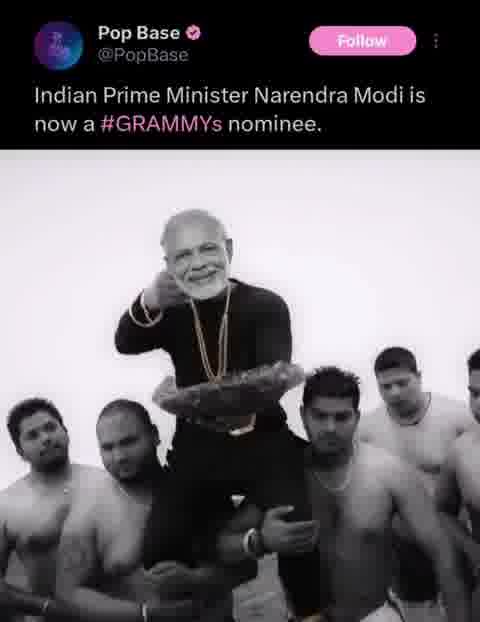 Pop Base
@PopBase
Follow
Indian Prime Minister Narendra Modi is
now a #GRAMMYs nominee.